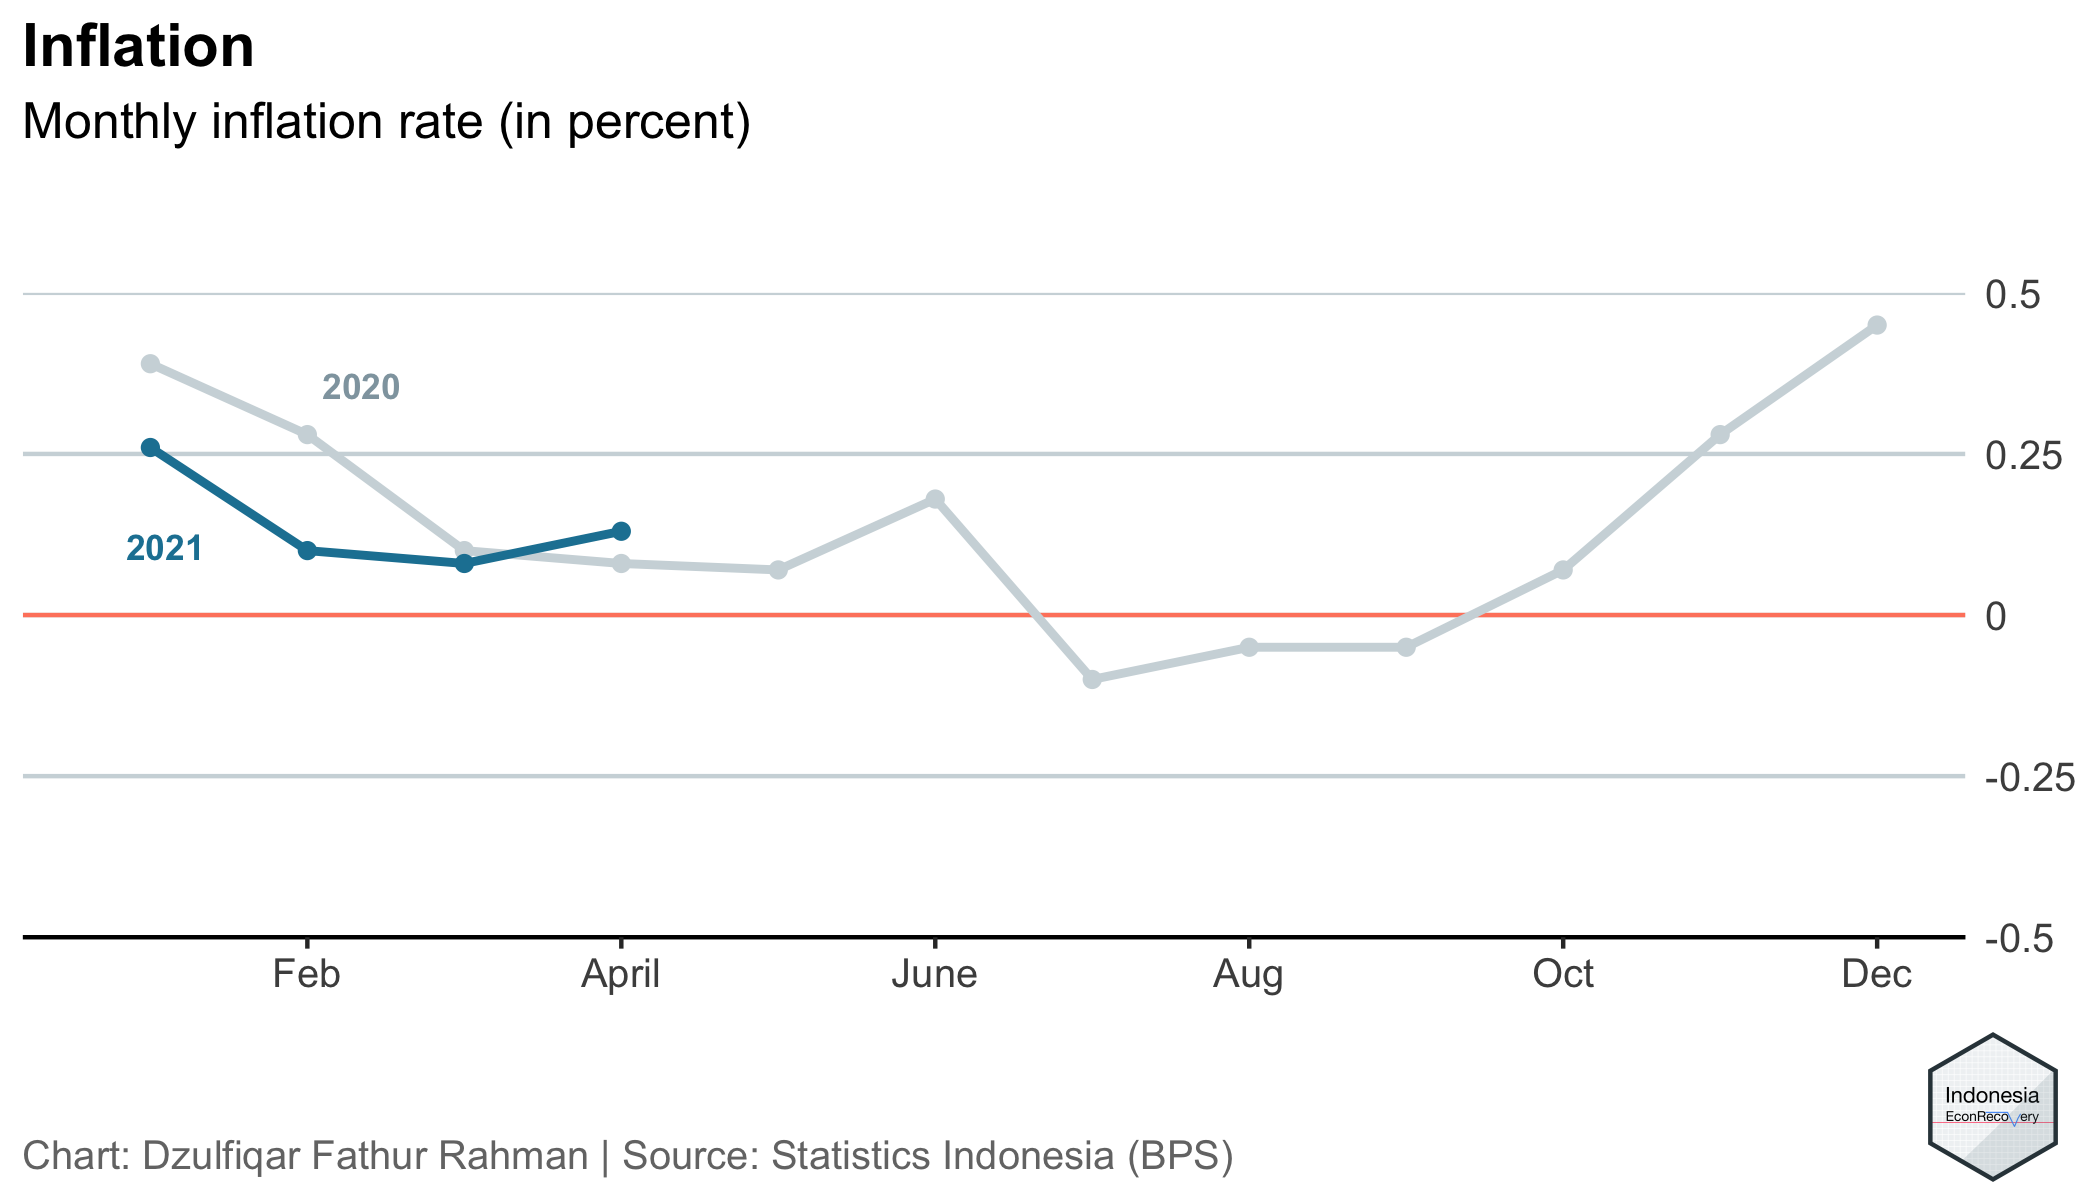 Inflation
Monthly inflation rate (in percent)
0.5
2020
0.25
2021
0
-0.25
-0.5
Feb
April
June
Aug
Oct
Dec
Indonesia
EconRecovery
Chart: Dzulfiqar Fathur Rahman | Source: Statistics Indonesia (BPS)